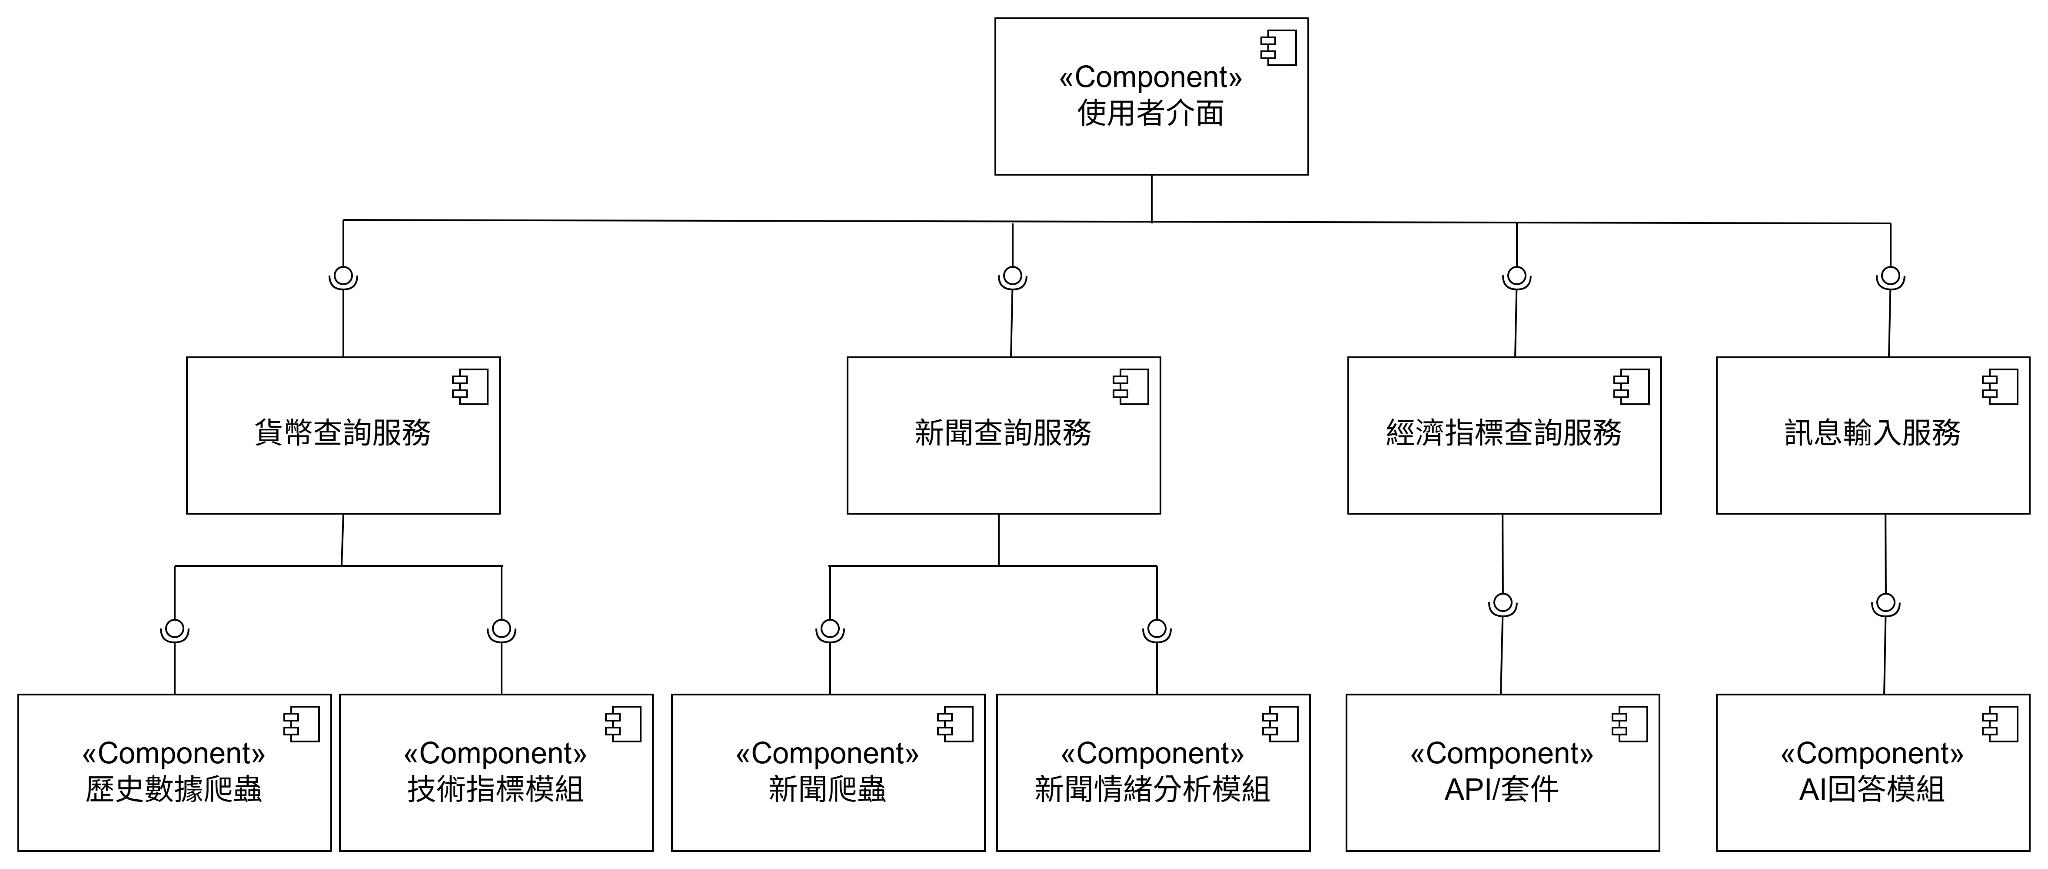 «Component»
使用者介面
貨幣查詢服務
新聞查詢服務
經濟指標查詢服務
訊息輸入服務
«Component»
歷史數據爬蟲
«Component»
技術指標模組
«Component»
新聞爬蟲
«Component»
新聞情緒分析模組
«Component»
API/套件
«Component»
AI回答模組